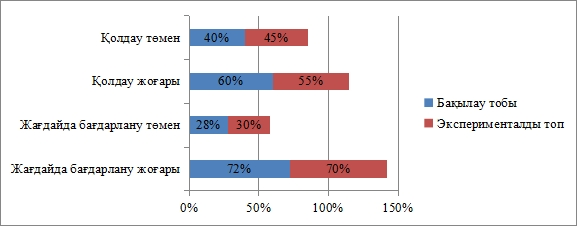 Қолдау төмен
40% 45%
Қолдау жоғары
60% 55%
Жағдайда бағдарлану төмен
28% 30%
Жағдайда бағдарлану жоғары
72% 70%
0% 50% 100% 150%
Бақылау тобы
Эксперименталды топ